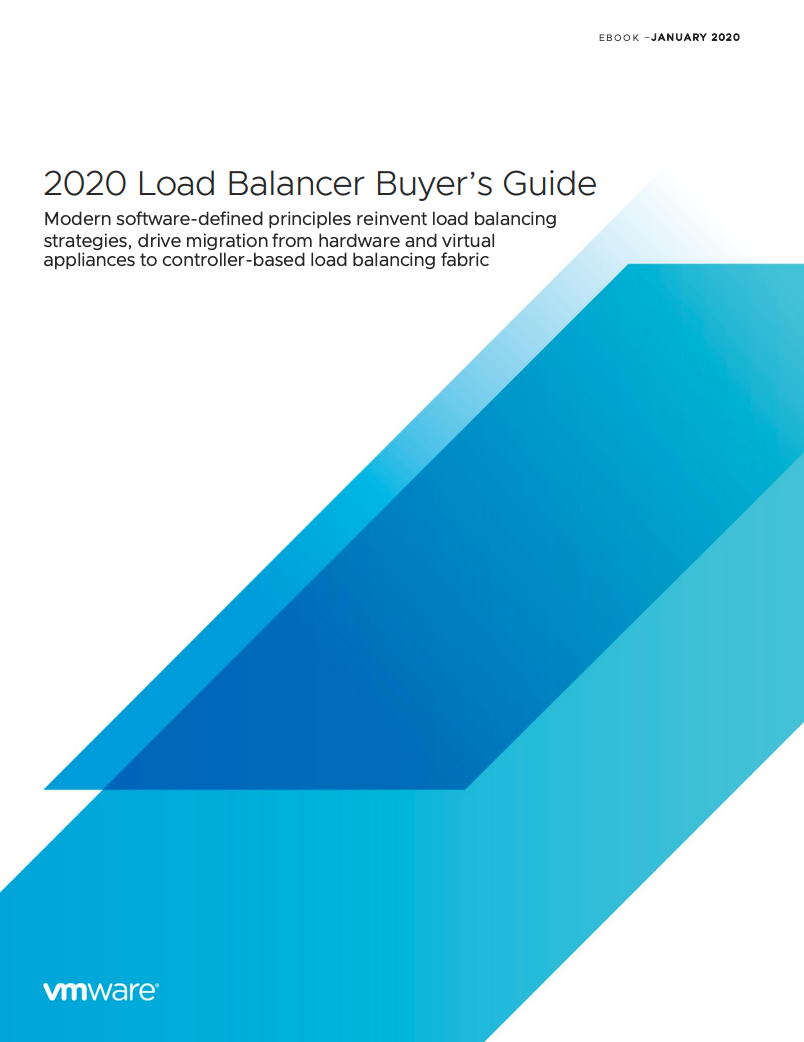 EBOOK –JANUARY 2020
2020 Load Balancer Buyer’s Guide
Modern software-defined principles reinvent load balancing
strategies, drive migration from hardware and virtual
appliances to controller-based load balancing fabric
vmware®